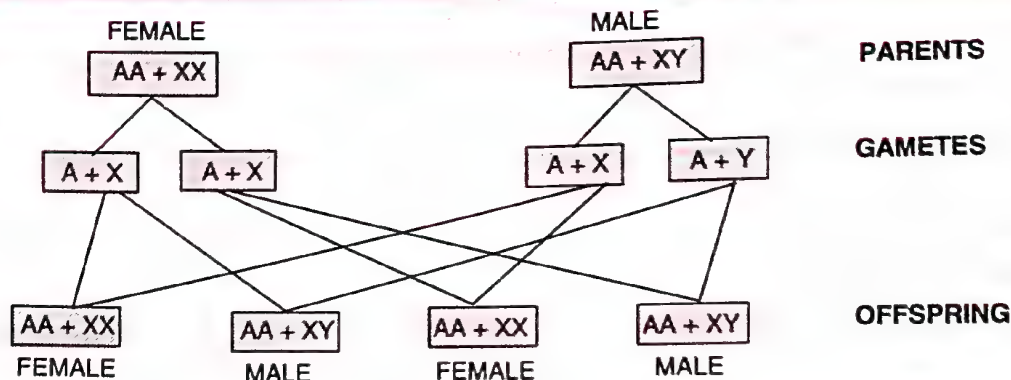 FEMALE MALE
AA + XX AA + XY PARENTS
A + X A + X A + X A + Y GAMETES
AA + XX AA + XY AA + XX AA + XY OFFSPRING
FEMALE MALE FEMALE MALE